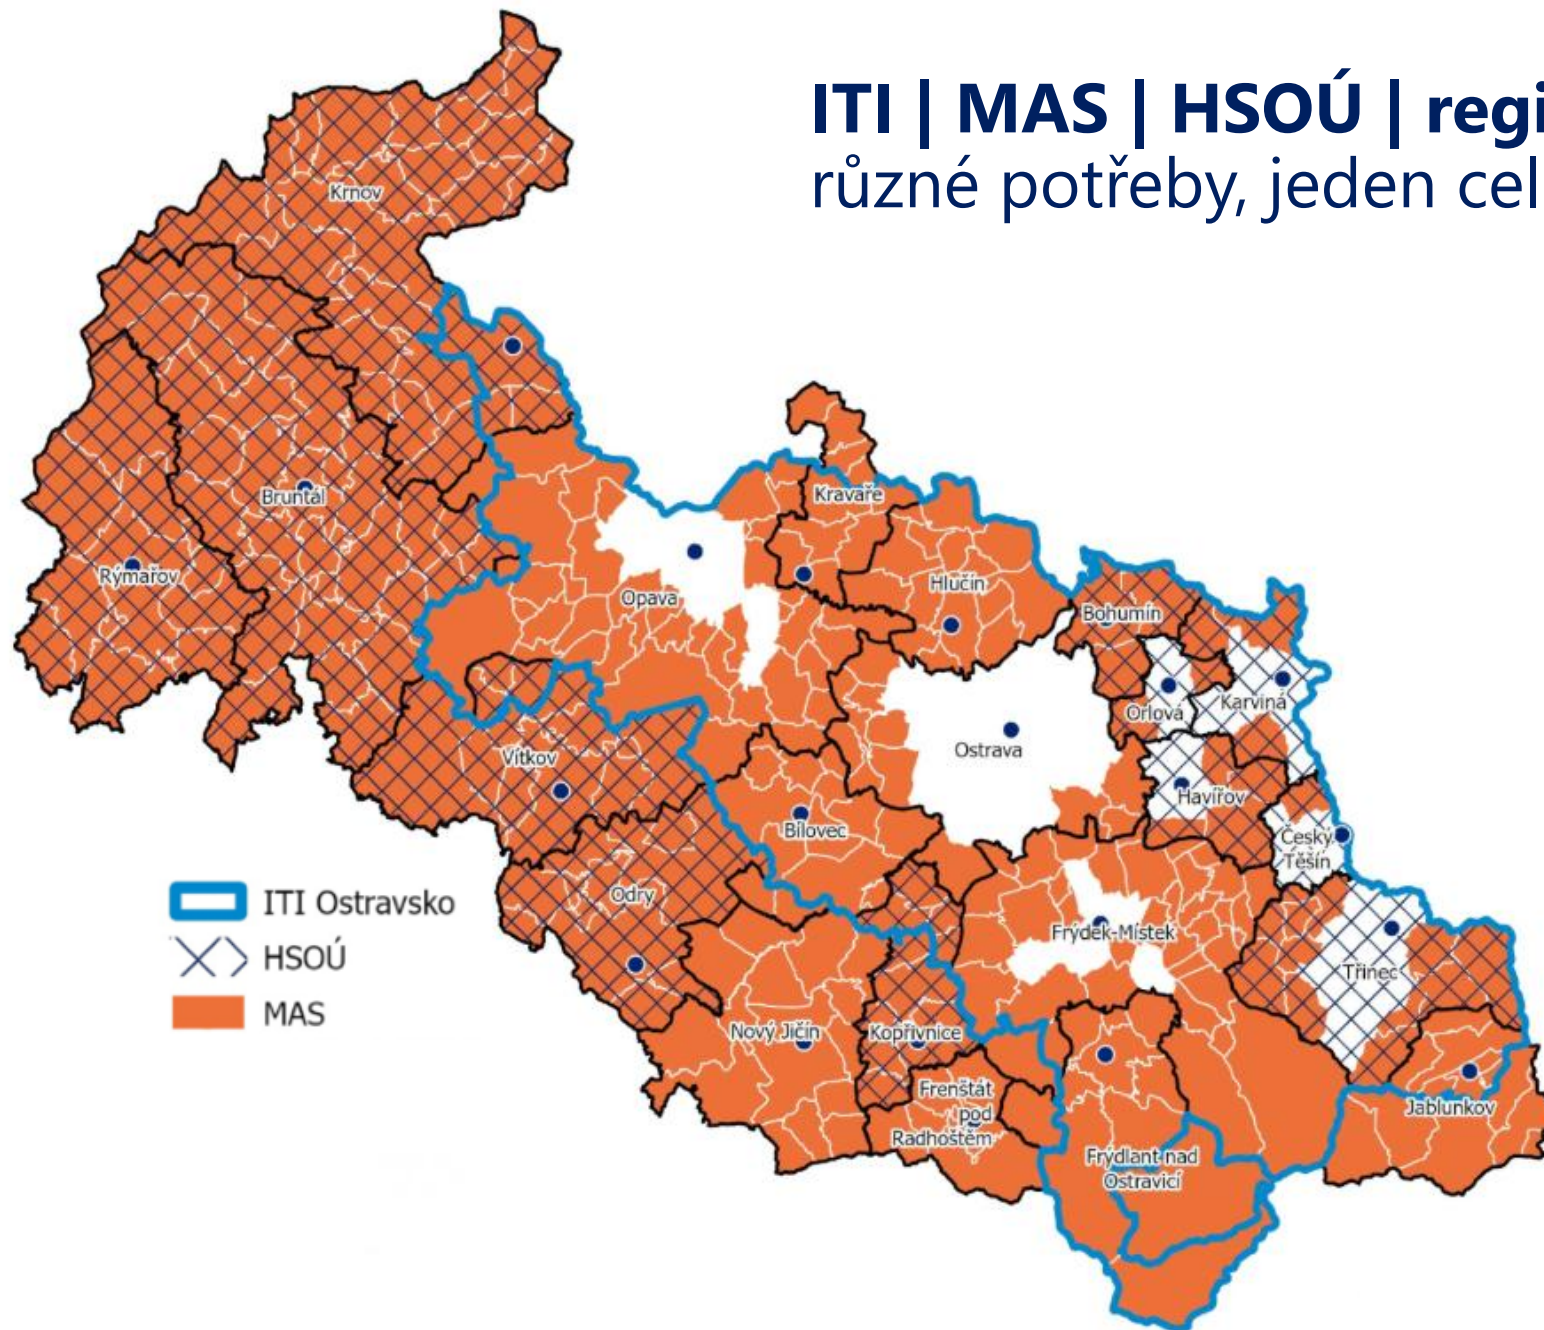 ITI | MAS | HSOÚ | regi
různé potřeby, jeden cel
Krnov
Bruntál
Rýmařov
Kravaře
Opava
Hlučín
Bohumín
Orlová
Karviná
Ostrava
Vítkov
Havířov
Bílovec
Český
Těšín
Odry
Frýdek-Místek
Třinec
Nový Jičín
Kopřivnice
Frenštát
pod
Radhoštěm
Jablunkov
Frýdlant nad
Ostravicí
ITI Ostravsko
HSOÚ
MAS